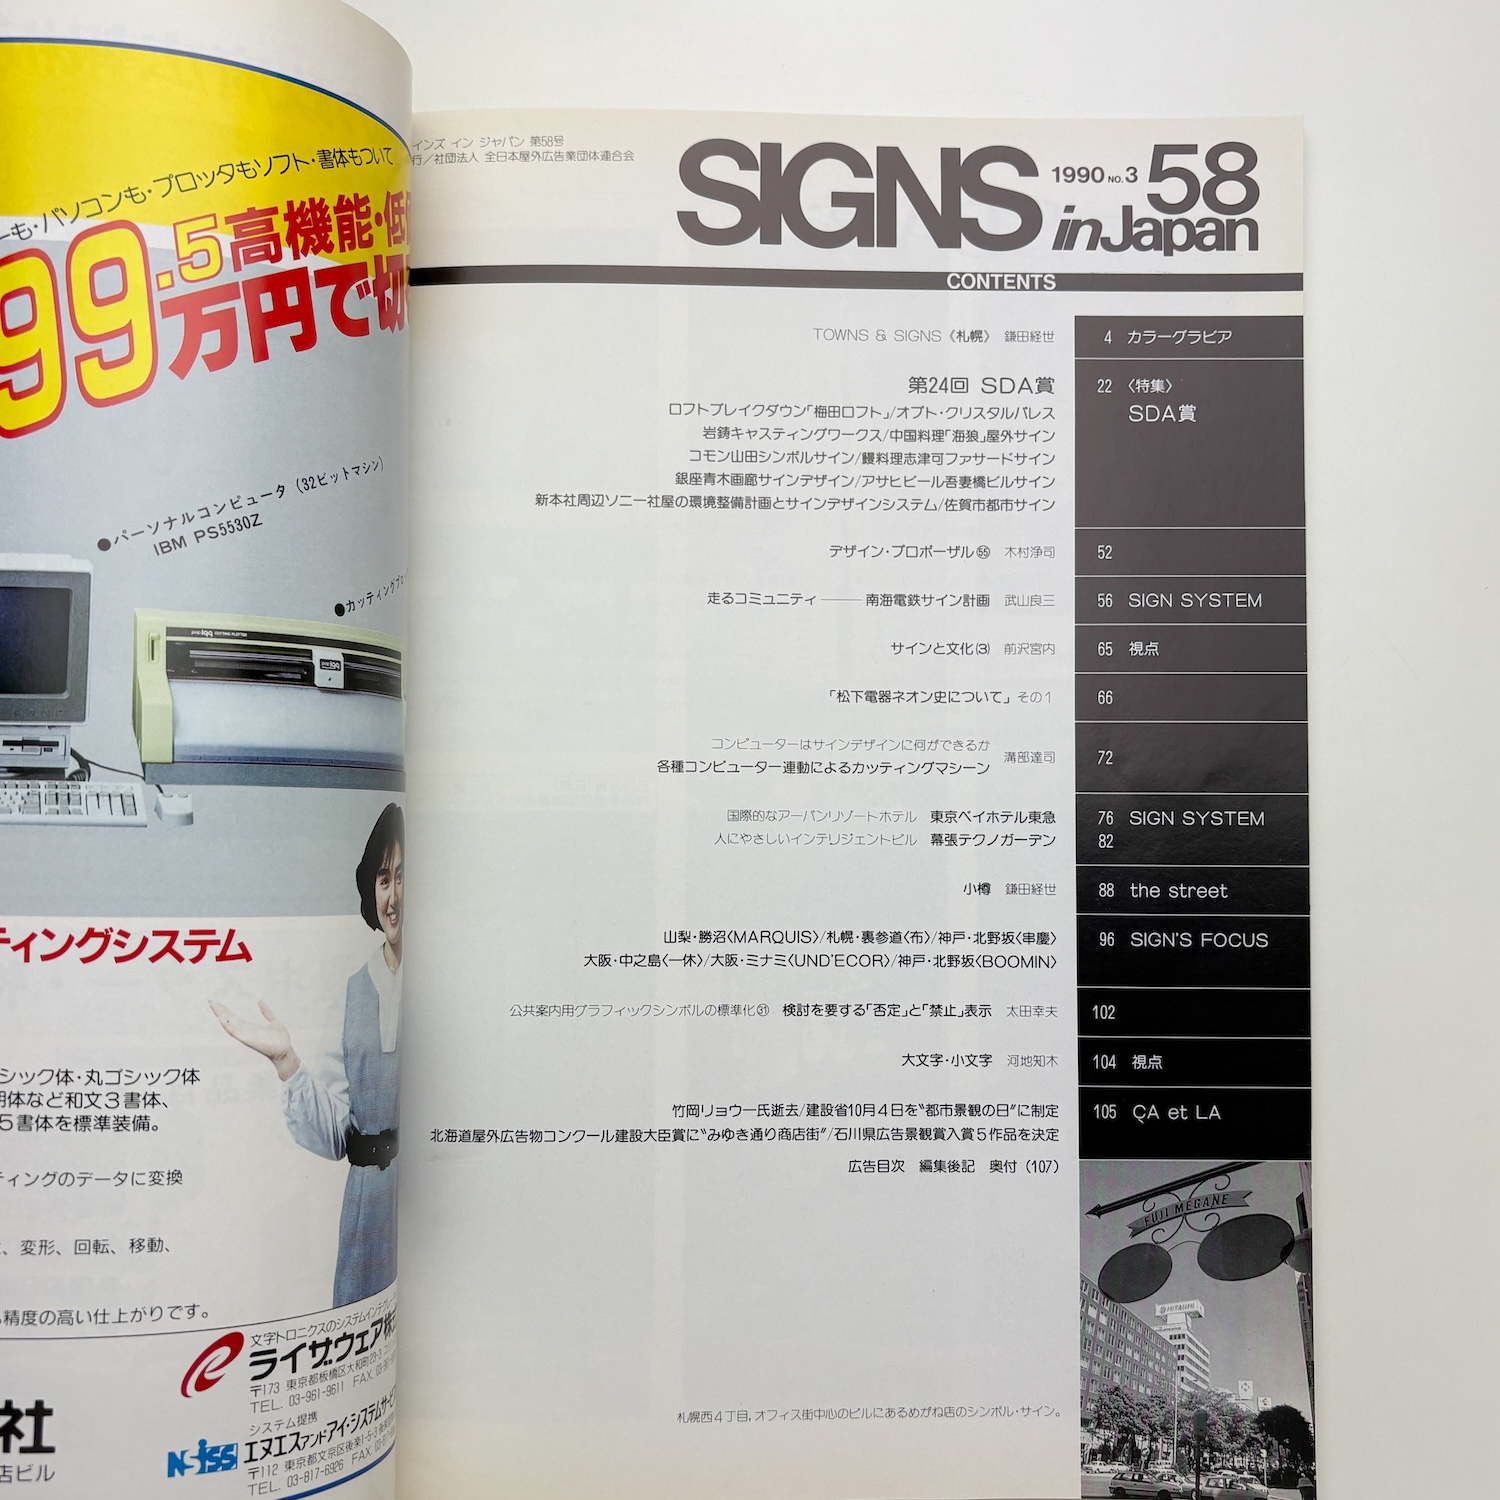 ーも・パソコンも・プロッタもソフト・書体もついて
99.5高機能・低
万円で切
●パーソナルコンピュータ（32ビットマシン）
IBM PS5530Z
●カッティングプロ
ティングシステム
シック体・丸ゴシック体
体など和文3書体、
5書体を標準装備。
ティングのデータに変換
、変形、回転、移動、
精度の高い仕上がりです。
文字トロニクスのシステムインテグレー
ライザウェア株式
〒173 東京都板橋区大和町23-3
TEL. 03-961-9611 FAX. 03-
システム提携
NSISS エヌエスアンドアイ・システムサービ
〒112 東京都文京区後楽1-5-3
TEL. 03-817-6926 FAX.
社
店ビル
インズ イン ジャパン 第58号
行／社団法人 全日本屋外広告業団体連合会
SIGNS in Japan 1990 NO.3 58
CONTENTS
TOWNS & SIGNS《札幌》 鎌田経世 4 カラーグラビア
第24回 SDA賞 22 〈特集〉
SDA賞
ロフトブレイクダウン「梅田ロフト」/オプト・クリスタルパレス
岩鋳キャスティングワークス/中国料理「海狼」屋外サイン
コモン山田シンボルサイン/鰻料理志津可ファサードサイン
銀座青木画廊サインデザイン/アサヒビール吾妻橋ビルサイン
新本社周辺ソニー社屋の環境整備計画とサインデザインシステム/佐賀市都市サイン
デザイン・プロポーザル㊺ 木村浄司 52
走るコミュニティ――南海電鉄サイン計画 武山良三 56 SIGN SYSTEM
サインと文化(3) 前沢宮内 65 視点
「松下電器ネオン史について」その1 66
コンピューターはサインデザインに何ができるか
各種コンピューター連動によるカッティングマシーン 溝部達司 72
国際的なアーバンリゾートホテル 東京ベイホテル東急 76 SIGN SYSTEM
人にやさしいインテリジェントビル 幕張テクノガーデン 82
小樽 鎌田経世 88 the street
山梨・勝沼〈MARQUIS〉/札幌・裏参道〈布〉/神戸・北野坂〈串慶〉 96 SIGN'S FOCUS
大阪・中之島〈一休〉/大阪・ミナミ〈UND'ECOR〉/神戸・北野坂〈BOOMIN〉
公共案内用グラフィックシンボルの標準化㉛ 検討を要する「否定」と「禁止」表示 太田幸夫 102
大文字・小文字 河地知木 104 視点
竹岡リョウ一氏逝去/建設省10月4日を“都市景観の日”に制定 105 ÇA et LA
北海道屋外広告物コンクール建設大臣賞に“みゆき通り商店街”/石川県広告景観賞入賞5作品を決定
広告目次 編集後記 奥付（107）
FUJI MEGANE
HITACHI
札幌西4丁目，オフィス街中心のビルにあるめがね店のシンボル・サイン。